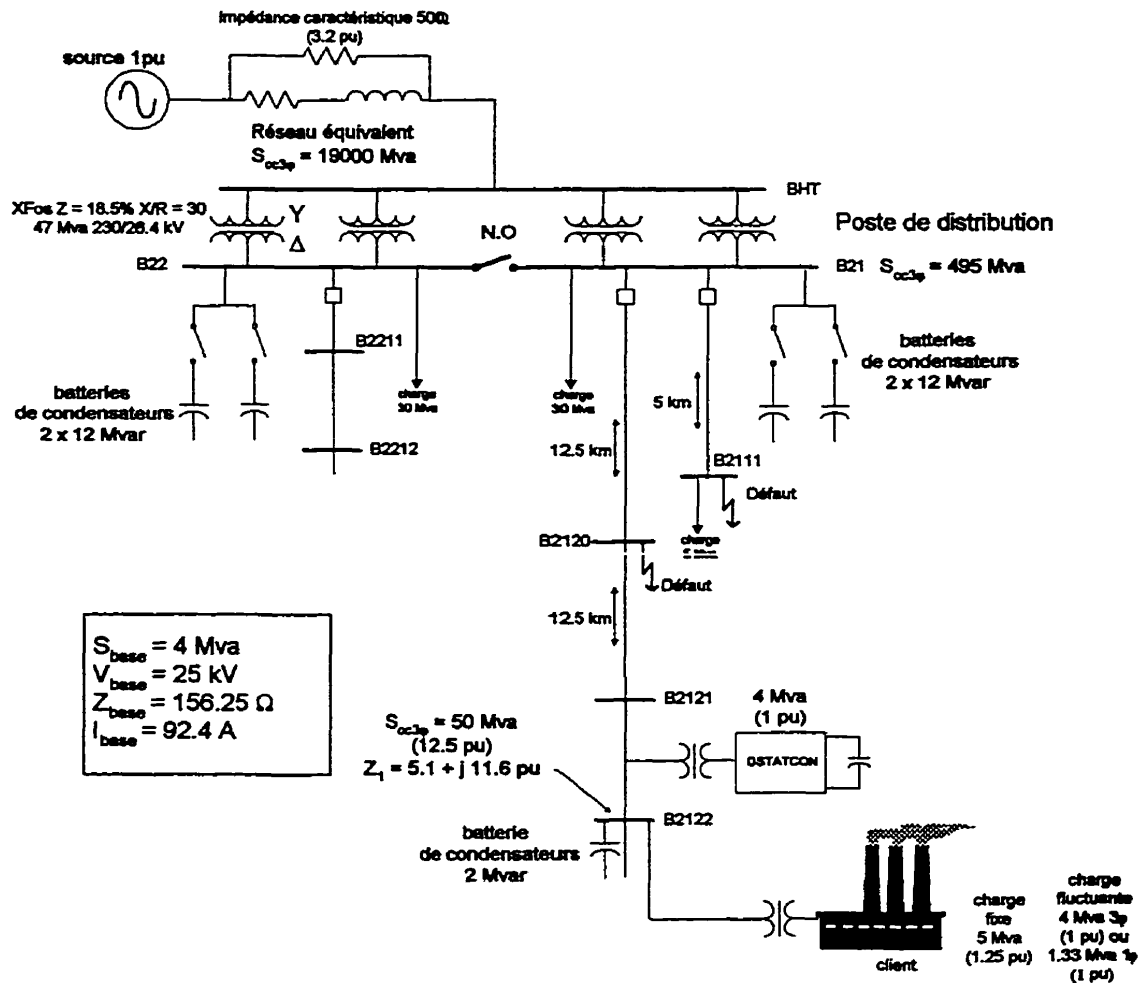 Impédance caractéristique 50Ω
(3.2 pu)
source 1pu
Réseau équivalent
Scc3φ = 19000 Mva
BHT
XFos Z = 18.5% X/R = 30
47 Mva 230/26.4 kV
Y
Δ
N.O
Poste de distribution
B22
B21
Scc3φ = 495 Mva
B2211
batteries
de condensateurs
2 x 12 Mvar
charge
30 Mva
charge
30 Mva
5 km
batteries
de condensateurs
2 x 12 Mvar
B2212
12.5 km
B2111
Défaut
charge
B2120
Défaut
12.5 km
Sbase = 4 Mva
Vbase = 25 kV
Zbase = 156.25 Ω
Ibase = 92.4 A
B2121
4 Mva
(1 pu)
Scc3φ = 50 Mva
(12.5 pu)
Z1 = 5.1 + j 11.6 pu
DSTATCON
B2122
batterie
de condensateurs
2 Mvar
client
charge
fixe
5 Mva
(1.25 pu)
charge
fluctuante
4 Mva 3φ
(1 pu) ou
1.33 Mva 1φ
(1 pu)